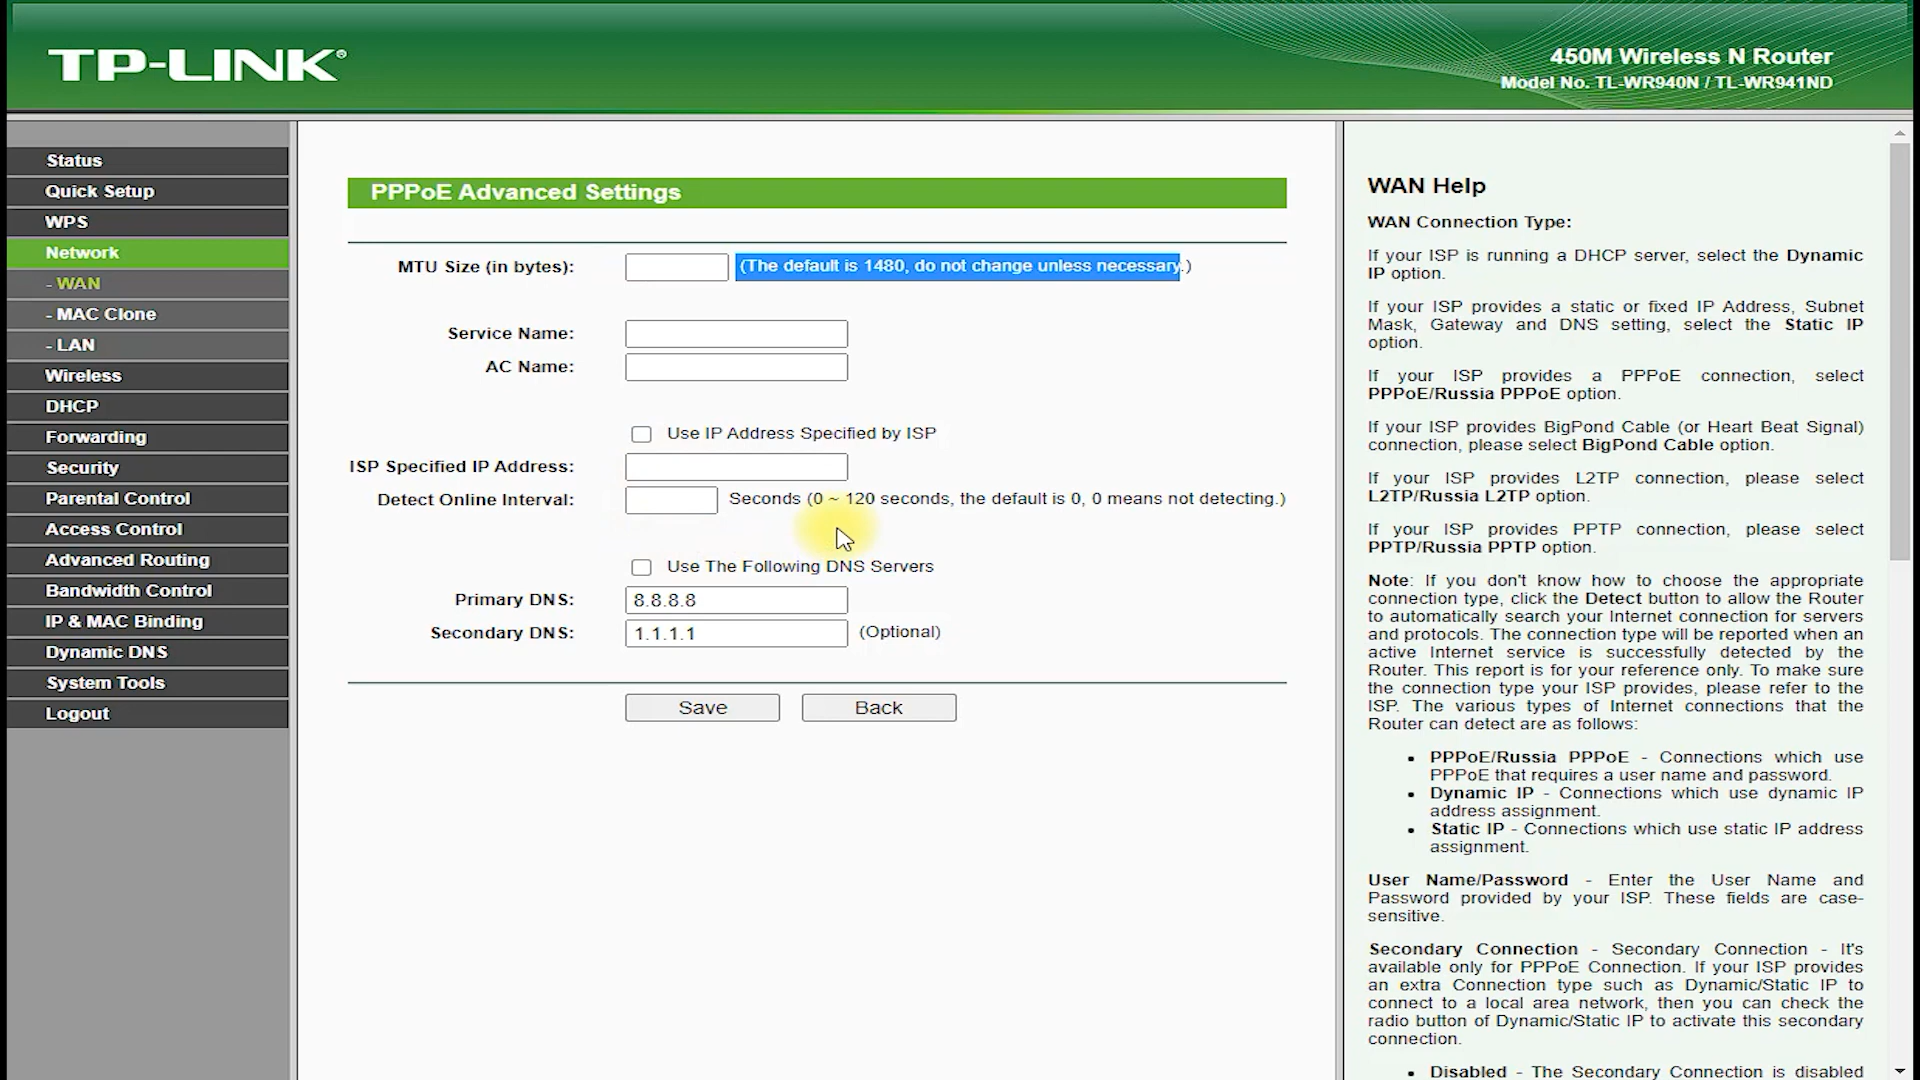 TP-LINK®
450M Wireless N Router
Model No. TL-WR940N / TL-WR941ND
Status
Quick Setup
WPS
Network
- WAN
- MAC Clone
- LAN
Wireless
DHCP
Forwarding
Security
Parental Control
Access Control
Advanced Routing
Bandwidth Control
IP & MAC Binding
Dynamic DNS
System Tools
Logout
PPPoE Advanced Settings
MTU Size (in bytes): (The default is 1480, do not change unless necessary.)
Service Name:
AC Name:
Use IP Address Specified by ISP
ISP Specified IP Address:
Detect Online Interval: Seconds (0 ~ 120 seconds, the default is 0, 0 means not detecting.)
Use The Following DNS Servers
Primary DNS: 8.8.8.8
Secondary DNS: 1.1.1.1 (Optional)
Save Back
WAN Help
WAN Connection Type:
If your ISP is running a DHCP server, select the Dynamic
IP option.
If your ISP provides a static or fixed IP Address, Subnet
Mask, Gateway and DNS setting, select the Static IP
option.
If your ISP provides a PPPoE connection, select
PPPoE/Russia PPPoE option.
If your ISP provides BigPond Cable (or Heart Beat Signal)
connection, please select BigPond Cable option.
If your ISP provides L2TP connection, please select
L2TP/Russia L2TP option.
If your ISP provides PPTP connection, please select
PPTP/Russia PPTP option.
Note: If you don't know how to choose the appropriate
connection type, click the Detect button to allow the Router
to automatically search your Internet connection for servers
and protocols. The connection type will be reported when an
active Internet service is successfully detected by the
Router. This report is for your reference only. To make sure
the connection type your ISP provides, please refer to the
ISP. The various types of Internet connections that the
Router can detect are as follows:
• PPPoE/Russia PPPoE - Connections which use
PPPoE that requires a user name and password.
• Dynamic IP - Connections which use dynamic IP
address assignment.
• Static IP - Connections which use static IP address
assignment.
User Name/Password - Enter the User Name and
Password provided by your ISP. These fields are case-
sensitive.
Secondary Connection - Secondary Connection - It's
available only for PPPoE Connection. If your ISP provides
an extra Connection type such as Dynamic/Static IP to
connect to a local area network, then you can check the
radio button of Dynamic/Static IP to activate this secondary
connection.
• Disabled - The Secondary Connection is disabled